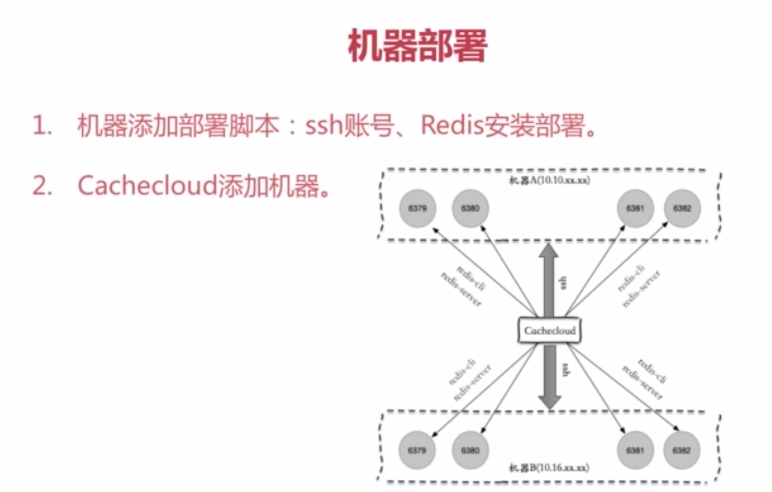 机器部署
1. 机器添加部署脚本：ssh账号、Redis安装部署。
2. Cachecloud添加机器。
机器A(10.10.xx.xx)
6379
6380
6381
6382
redis-cli
redis-server
ssh
redis-cli
redis-server
Cachecloud
redis-cli
redis-server
ssh
redis-cli
redis-server
6379
6380
6381
6382
机器B(10.16.xx.xx)